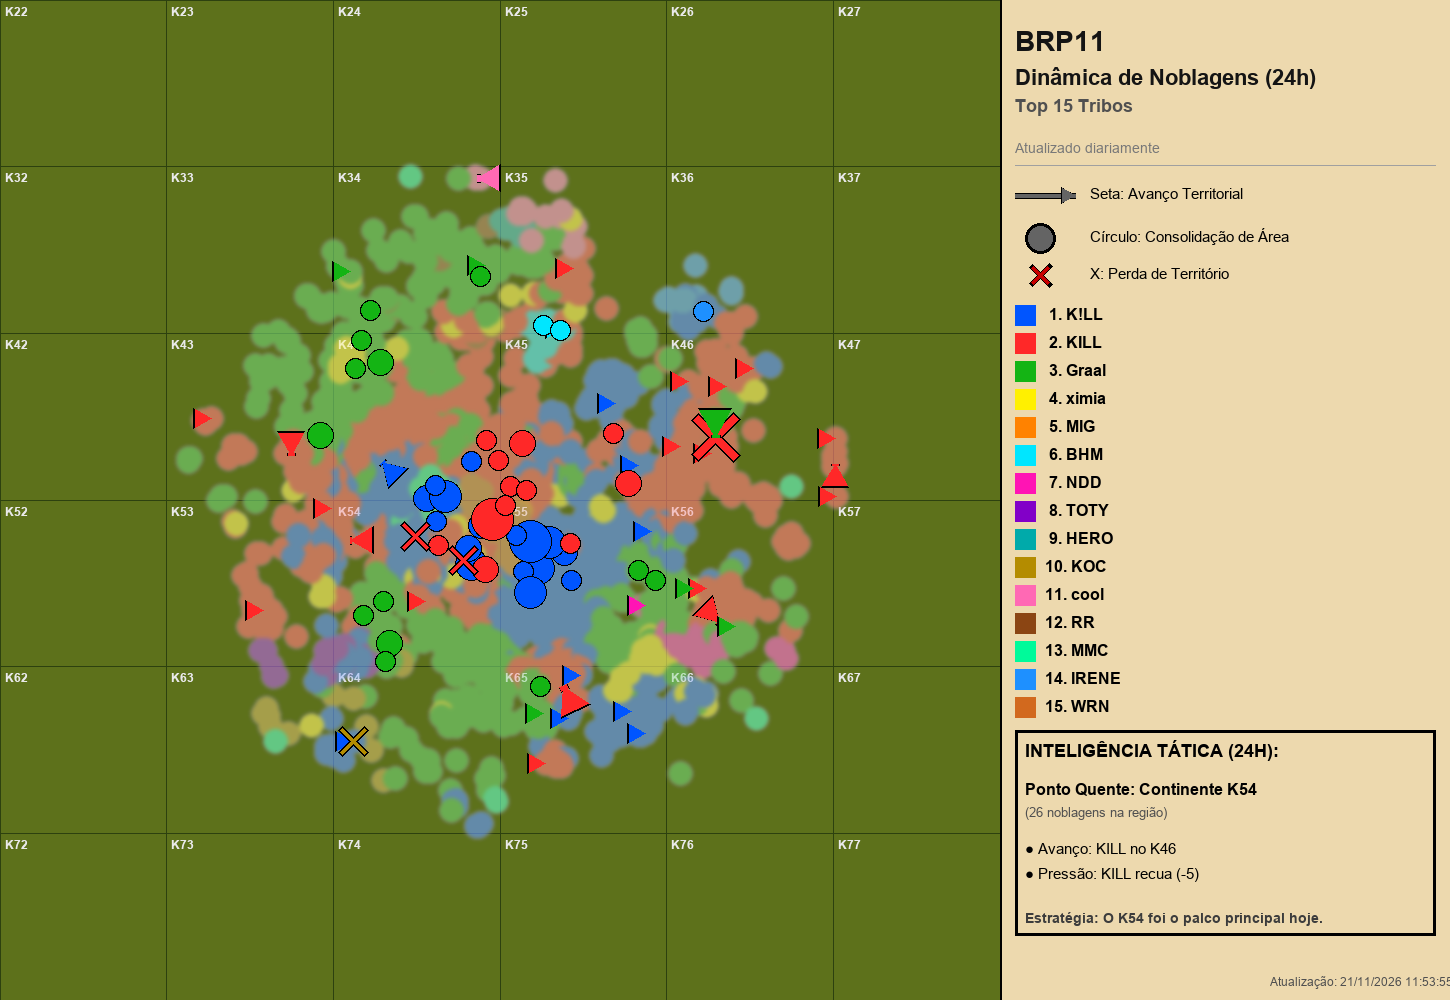 K22 K23 K24 K25 K26 K27
K32 K33 K34 K35 K36 K37
K42 K43 K45 K46 K47
K52 K53 K54 K55 K56 K57
K62 K63 K64 K65 K66 K67
K72 K73 K74 K75 K76 K77
BRP11
Dinâmica de Noblagens (24h)
Top 15 Tribos
Atualizado diariamente
Seta: Avanço Territorial
Círculo: Consolidação de Área
X: Perda de Território
1. K!LL
2. KILL
3. Graal
4. ximia
5. MIG
6. BHM
7. NDD
8. TOTY
9. HERO
10. KOC
11. cool
12. RR
13. MMC
14. IRENE
15. WRN
INTELIGÊNCIA TÁTICA (24H):
Ponto Quente: Continente K54
(26 noblagens na região)
● Avanço: KILL no K46
● Pressão: KILL recua (-5)
Estratégia: O K54 foi o palco principal hoje.
Atualização: 21/11/2026 11:53:55